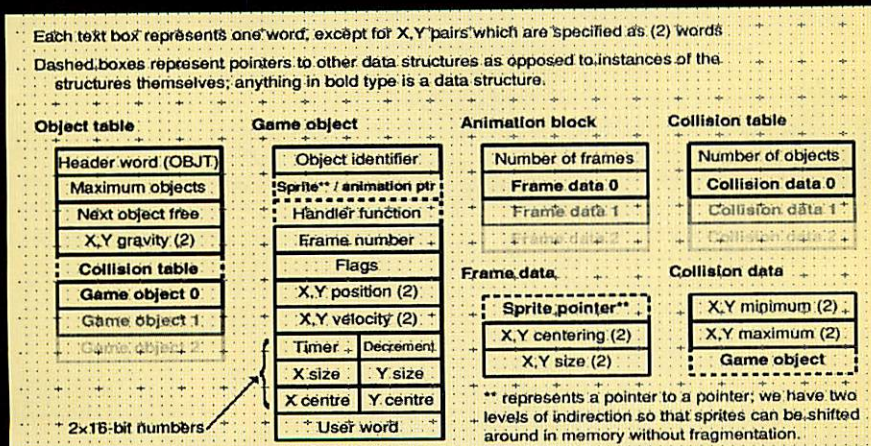 Each text box represents one word, except for X,Y pairs which are specified as (2) words
Dashed boxes represent pointers to other data structures as opposed to instances of the
structures themselves; anything in bold type is a data structure.
Object table
Header word (OBJT)
Maximum objects
Next object free
X,Y gravity (2)
Collision table
Game object 0
Game object 1
Game object 2
Game object
Object identifier
Sprite** / animation ptr
Handler function
Frame number
Flags
X,Y position (2)
X,Y velocity (2)
Timer Decrement
X size Y size
X centre Y centre
User word
2×16-bit numbers
Animation block
Number of frames
Frame data 0
Frame data 1
Frame data 2
Collision table
Number of objects
Collision data 0
Collision data 1
Collision data 2
Frame data
Sprite pointer**
X,Y centering (2)
X,Y size (2)
Collision data
X,Y minimum (2)
X,Y maximum (2)
Game object
** represents a pointer to a pointer; we have two
levels of indirection so that sprites can be shifted
around in memory without fragmentation.